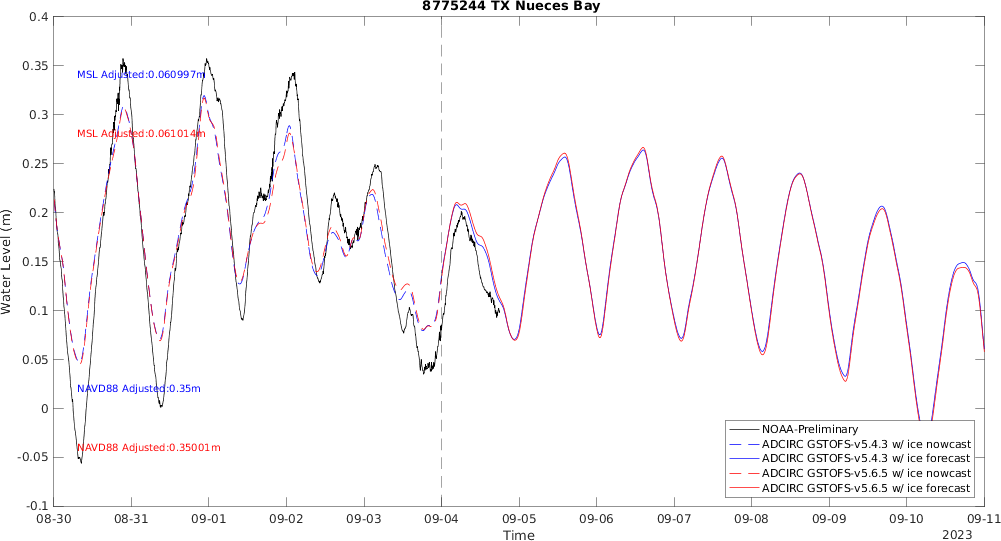 8775244 TX Nueces Bay
0.4
0.35
0.3
0.25
0.2
0.15
0.1
0.05
0
-0.05
-0.1
Water Level (m)
MSL Adjusted:0.060997m
MSL Adjusted:0.061014m
NAVD88 Adjusted:0.35m
NAVD88 Adjusted:0.35001m
NOAA-Preliminary
ADCIRC GSTOFS-v5.4.3 w/ ice nowcast
ADCIRC GSTOFS-v5.4.3 w/ ice forecast
ADCIRC GSTOFS-v5.6.5 w/ ice nowcast
ADCIRC GSTOFS-v5.6.5 w/ ice forecast
08-30 08-31 09-01 09-02 09-03 09-04 09-05 09-06 09-07 09-08 09-09 09-10 09-11
Time
2023